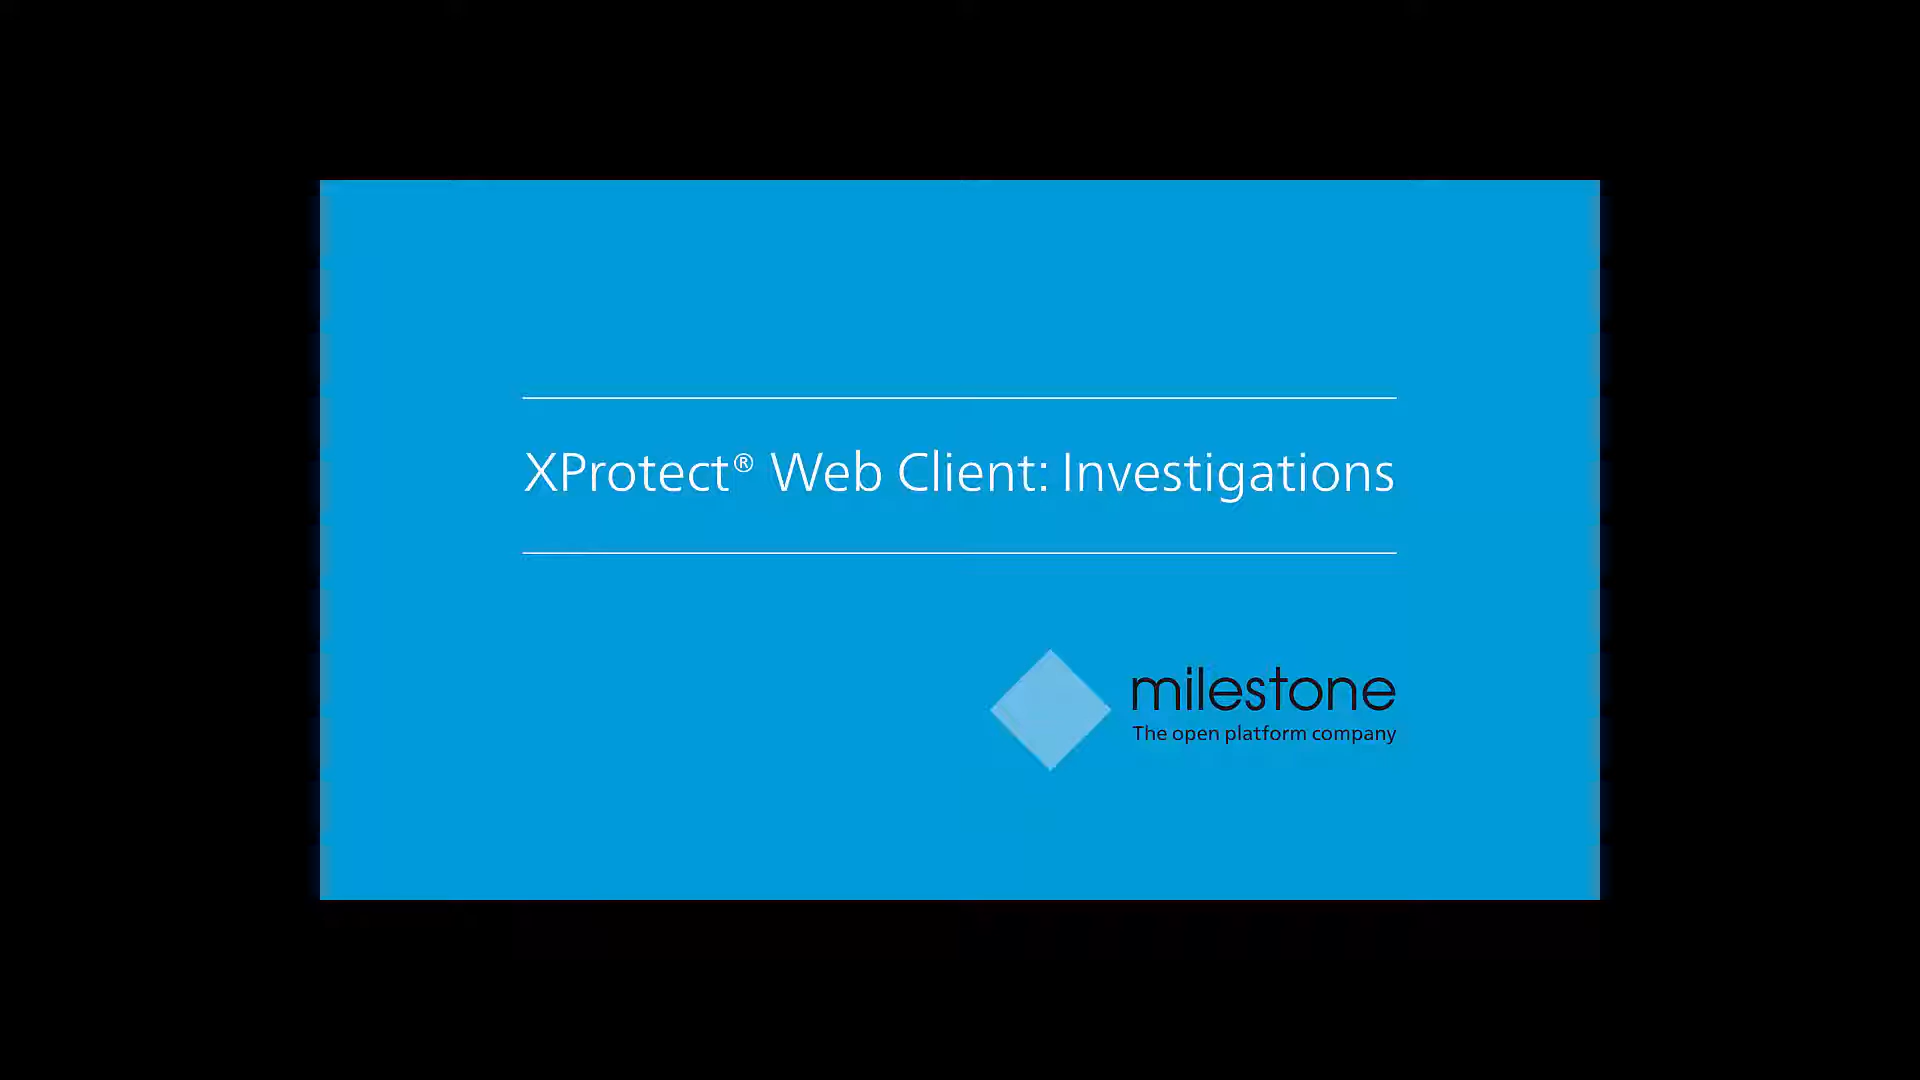 XProtect® Web Client: Investigations
milestone
The open platform company